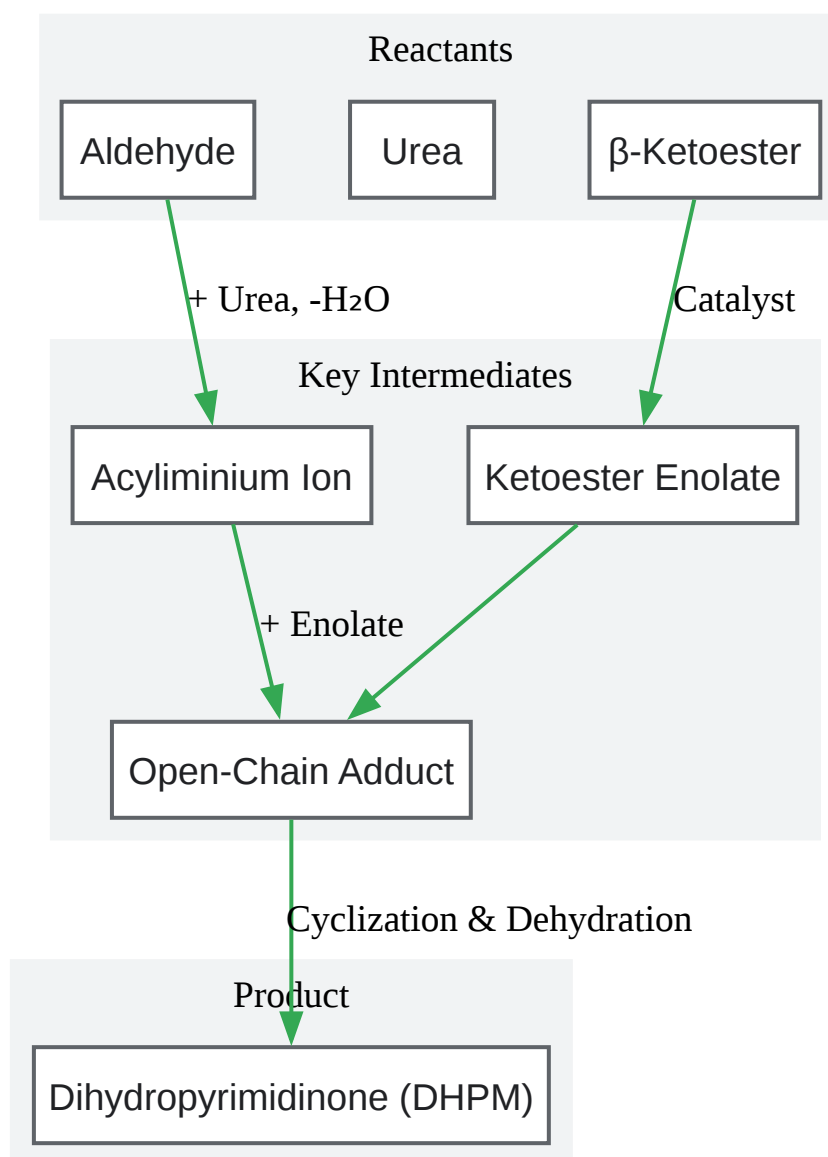 Reactants
Aldehyde
Urea
β-Ketoester
+ Urea, -H₂O
Catalyst
Key Intermediates
Acyliminium Ion
Ketoester Enolate
+ Enolate
Open-Chain Adduct
Cyclization & Dehydration
Product
Dihydropyrimidinone (DHPM)